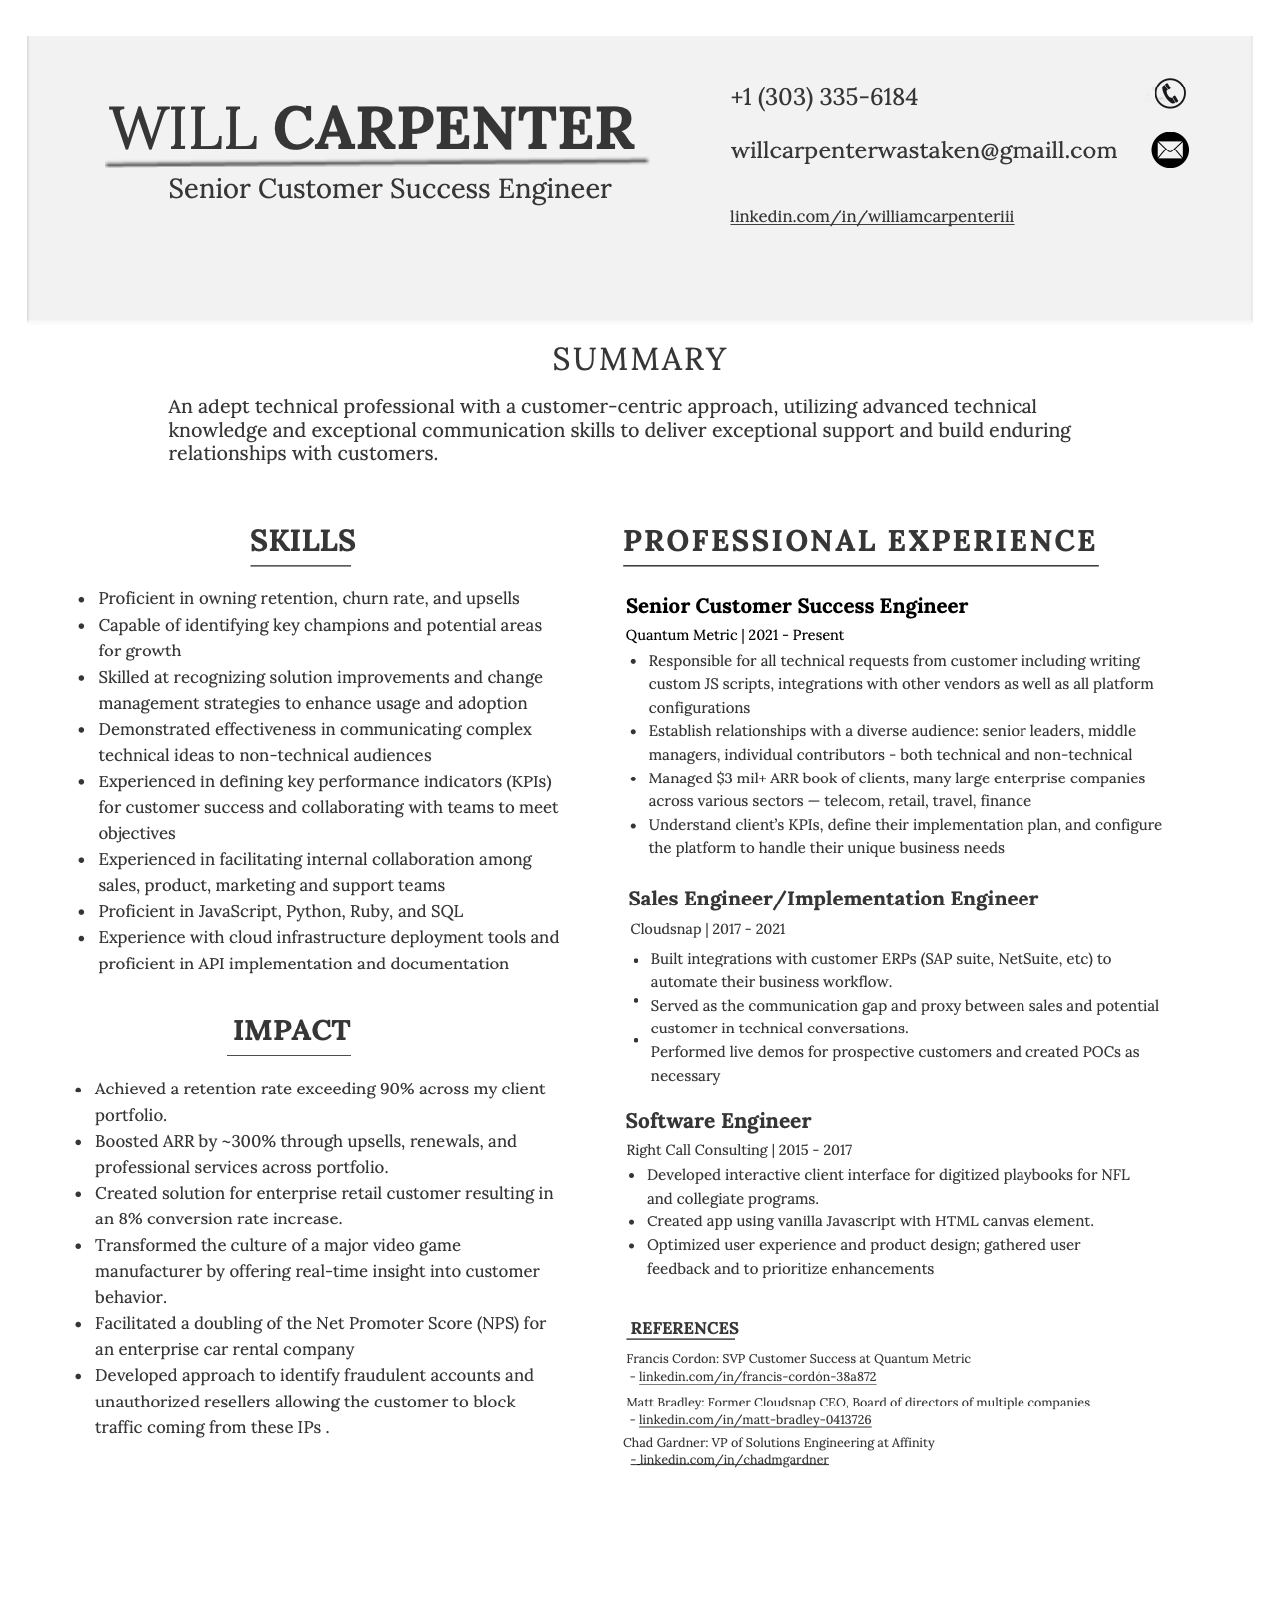 WILL CARPENTER
Senior Customer Success Engineer
+1 (303) 335-6184
willcarpenterwastaken@gmaill.com
linkedin.com/in/williamcarpenteriii
SUMMARY
An adept technical professional with a customer-centric approach, utilizing advanced technical
knowledge and exceptional communication skills to deliver exceptional support and build enduring
relationships with customers.
SKILLS
• Proficient in owning retention, churn rate, and upsells
• Capable of identifying key champions and potential areas
for growth
• Skilled at recognizing solution improvements and change
management strategies to enhance usage and adoption
• Demonstrated effectiveness in communicating complex
technical ideas to non-technical audiences
• Experienced in defining key performance indicators (KPIs)
for customer success and collaborating with teams to meet
objectives
• Experienced in facilitating internal collaboration among
sales, product, marketing and support teams
• Proficient in JavaScript, Python, Ruby, and SQL
• Experience with cloud infrastructure deployment tools and
proficient in API implementation and documentation
IMPACT
• Achieved a retention rate exceeding 90% across my client
portfolio.
• Boosted ARR by ~300% through upsells, renewals, and
professional services across portfolio.
• Created solution for enterprise retail customer resulting in
an 8% conversion rate increase.
• Transformed the culture of a major video game
manufacturer by offering real-time insight into customer
behavior.
• Facilitated a doubling of the Net Promoter Score (NPS) for
an enterprise car rental company
• Developed approach to identify fraudulent accounts and
unauthorized resellers allowing the customer to block
traffic coming from these IPs .
PROFESSIONAL EXPERIENCE
Senior Customer Success Engineer
Quantum Metric | 2021 - Present
• Responsible for all technical requests from customer including writing
custom JS scripts, integrations with other vendors as well as all platform
configurations
• Establish relationships with a diverse audience: senior leaders, middle
managers, individual contributors - both technical and non-technical
• Managed $3 mil+ ARR book of clients, many large enterprise companies
across various sectors — telecom, retail, travel, finance
• Understand client’s KPIs, define their implementation plan, and configure
the platform to handle their unique business needs
Sales Engineer/Implementation Engineer
Cloudsnap | 2017 - 2021
• Built integrations with customer ERPs (SAP suite, NetSuite, etc) to
automate their business workflow.
• Served as the communication gap and proxy between sales and potential
customer in technical conversations.
• Performed live demos for prospective customers and created POCs as
necessary
Software Engineer
Right Call Consulting | 2015 - 2017
• Developed interactive client interface for digitized playbooks for NFL
and collegiate programs.
• Created app using vanilla Javascript with HTML canvas element.
• Optimized user experience and product design; gathered user
feedback and to prioritize enhancements
REFERENCES
Francis Cordon: SVP Customer Success at Quantum Metric
- linkedin.com/in/francis-cordón-38a872
Matt Bradley: Former Cloudsnap CEO, Board of directors of multiple companies
- linkedin.com/in/matt-bradley-0413726
Chad Gardner: VP of Solutions Engineering at Affinity
- linkedin.com/in/chadmgardner